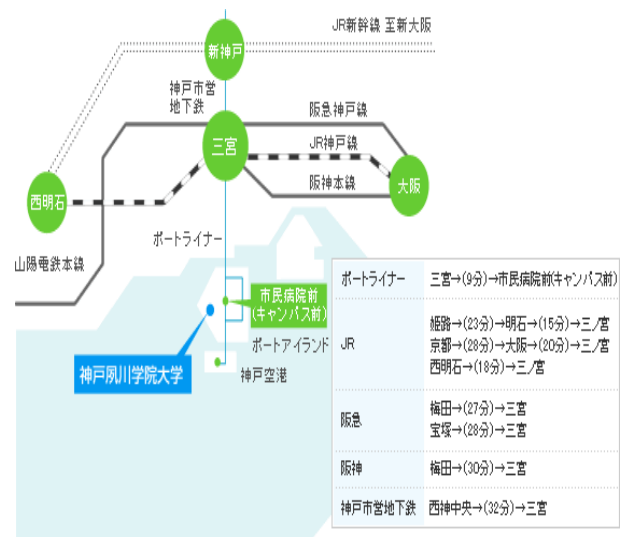 JR新幹線 至新大阪
新神戸
神戸市営
地下鉄
阪急神戸線
三宮
JR神戸線
大阪
西明石
阪神本線
ポートライナー
山陽電鉄本線
市民病院前
(キャンパス前)
ポートアイランド
神戸夙川学院大学
神戸空港
ポートライナー 三宮→(9分)→市民病院前(キャンパス前)
JR 姫路→(23分)→明石→(15分)→三ノ宮
京都→(28分)→大阪→(20分)→三ノ宮
西明石→(18分)→三ノ宮
阪急 梅田→(27分)→三宮
宝塚→(28分)→三宮
阪神 梅田→(30分)→三宮
神戸市営地下鉄 西神中央→(32分)→三宮